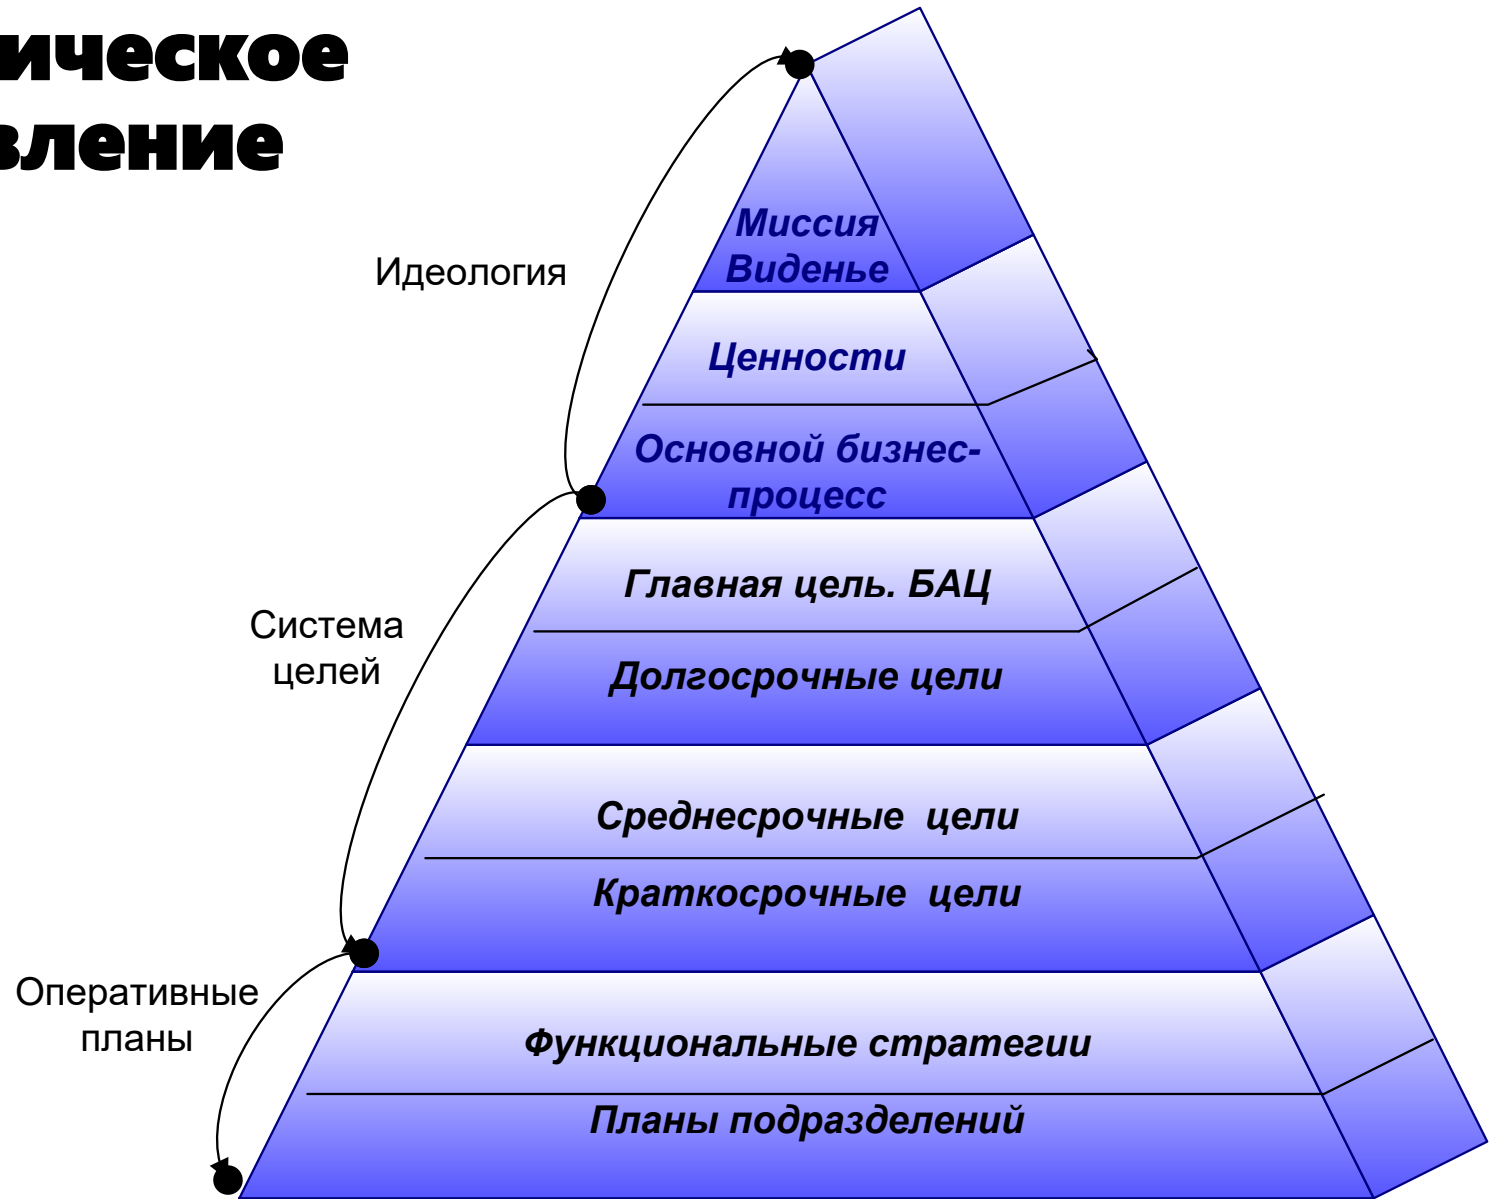 ическое
вление
Миссия
Виденье
Идеология
Ценности
Основной бизнес-
процесс
Главная цель. БАЦ
Система
целей
Долгосрочные цели
Среднесрочные цели
Краткосрочные цели
Оперативные
планы
Функциональные стратегии
Планы подразделений